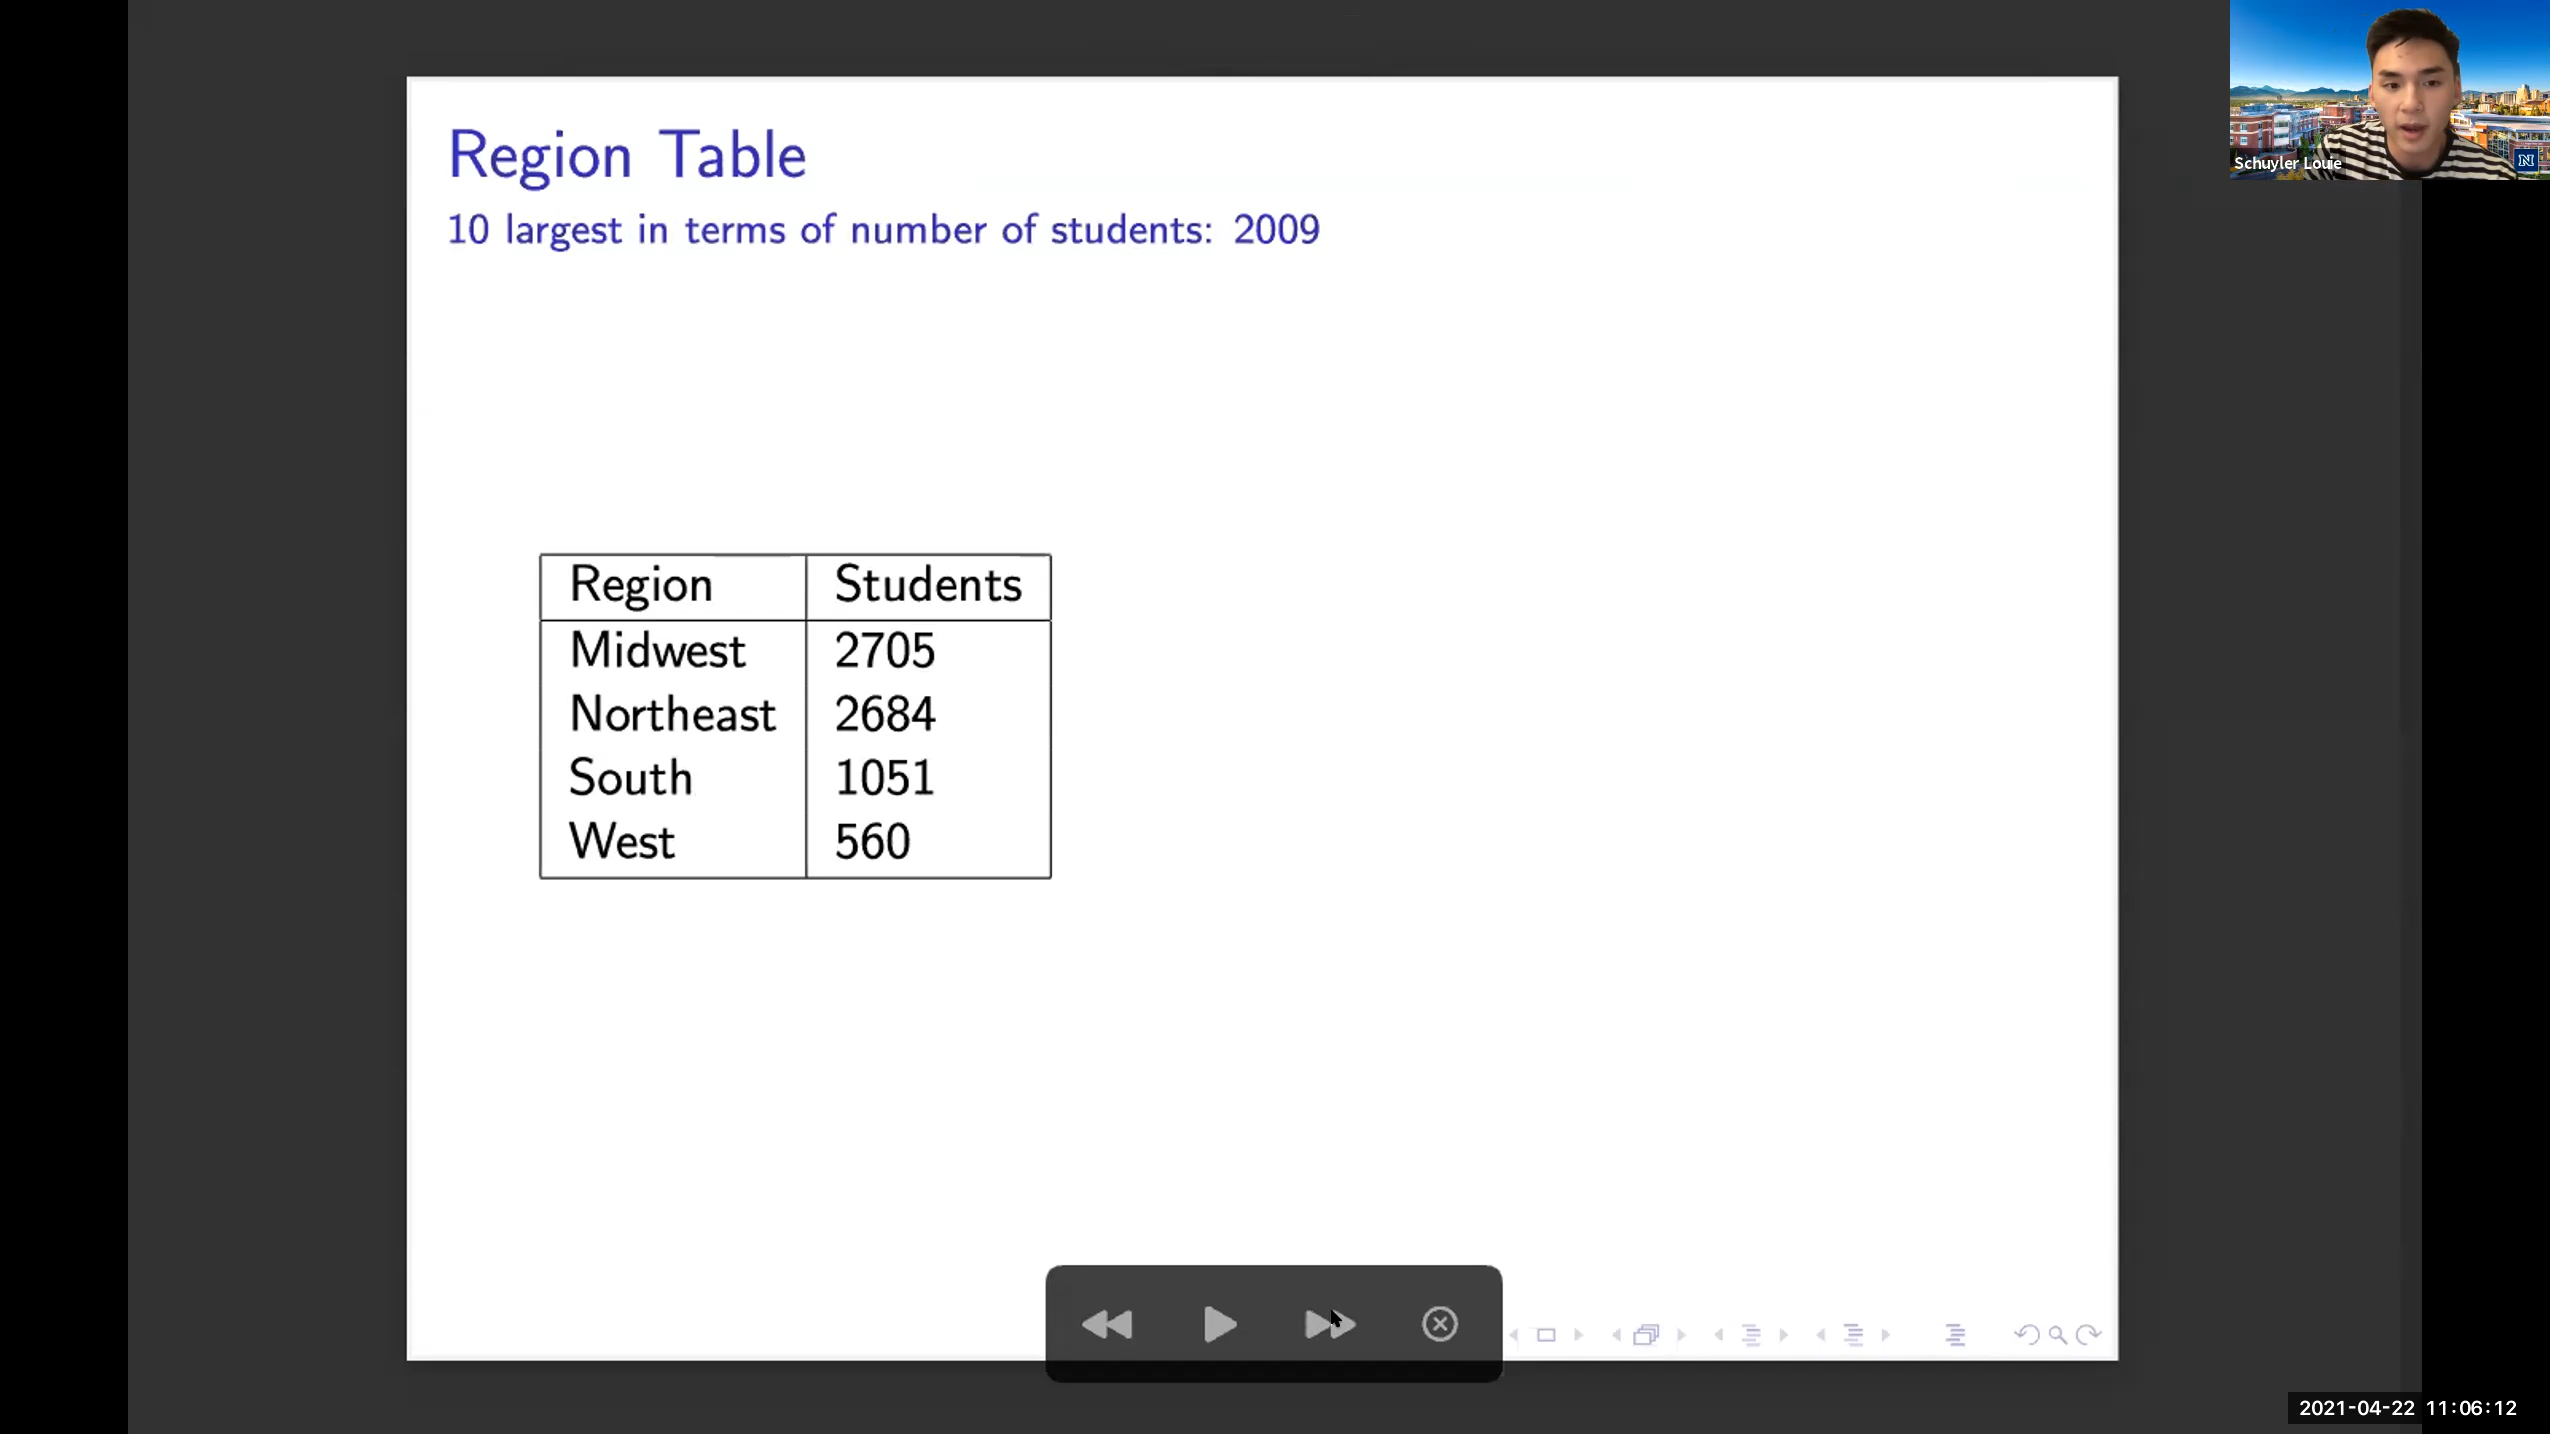 Region Table
10 largest in terms of number of students: 2009
Region Students
Midwest 2705
Northeast 2684
South 1051
West 560
Schuyler Louie
N
2021-04-22 11:06:12